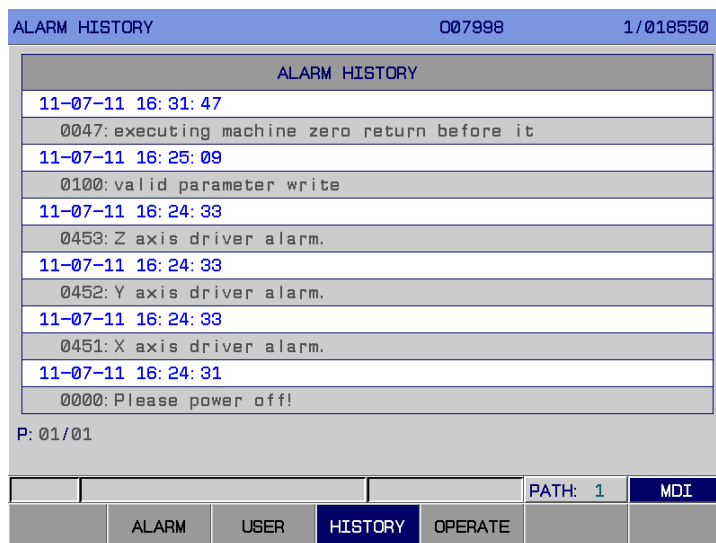 ALARM HISTORY O07998 1/018550
ALARM HISTORY
11-07-11 16:31:47
0047:executing machine zero return before it
11-07-11 16:25:09
0100:valid parameter write
11-07-11 16:24:33
0453:Z axis driver alarm.
11-07-11 16:24:33
0452:Y axis driver alarm.
11-07-11 16:24:33
0451:X axis driver alarm.
11-07-11 16:24:31
0000:Please power off!
P: 01/01
PATH: 1 MDI
ALARM USER HISTORY OPERATE